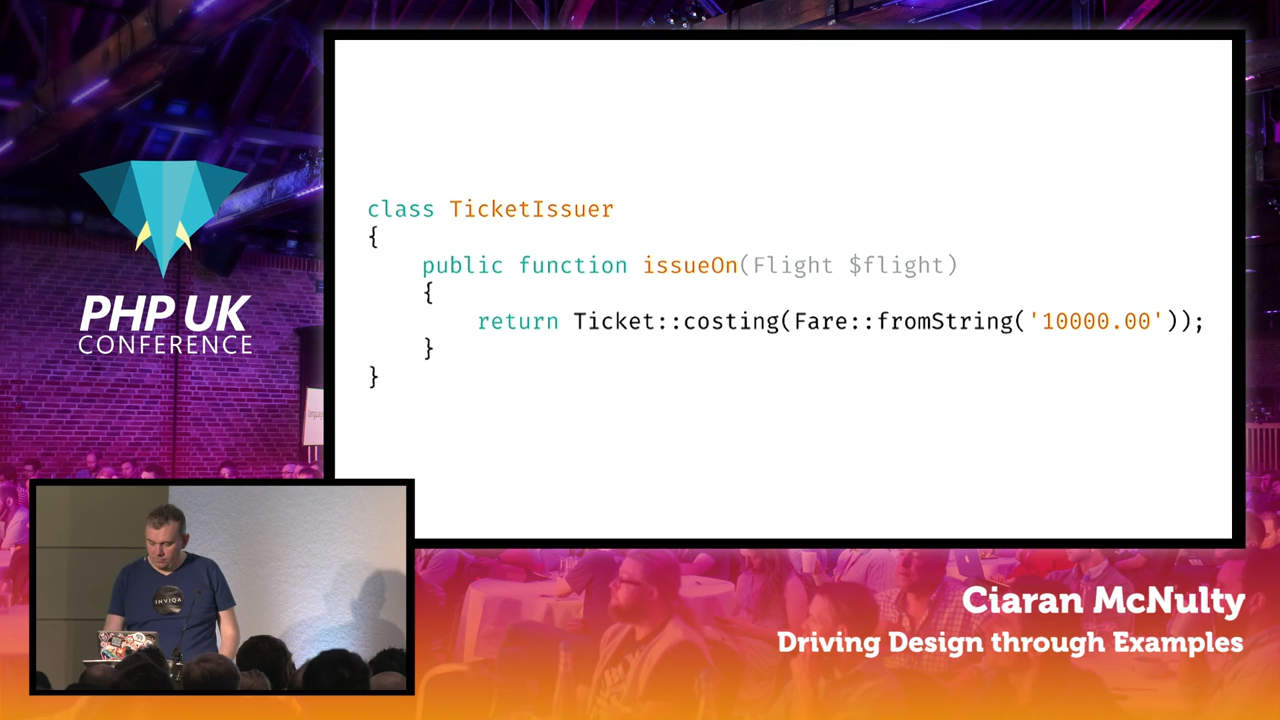 PHP UK
CONFERENCE
class TicketIssuer
{
    public function issueOn(Flight $flight)
    {
        return Ticket::costing(Fare::fromString('10000.00'));
    }
}
INVIQA
Ciaran McNulty
Driving Design through Examples